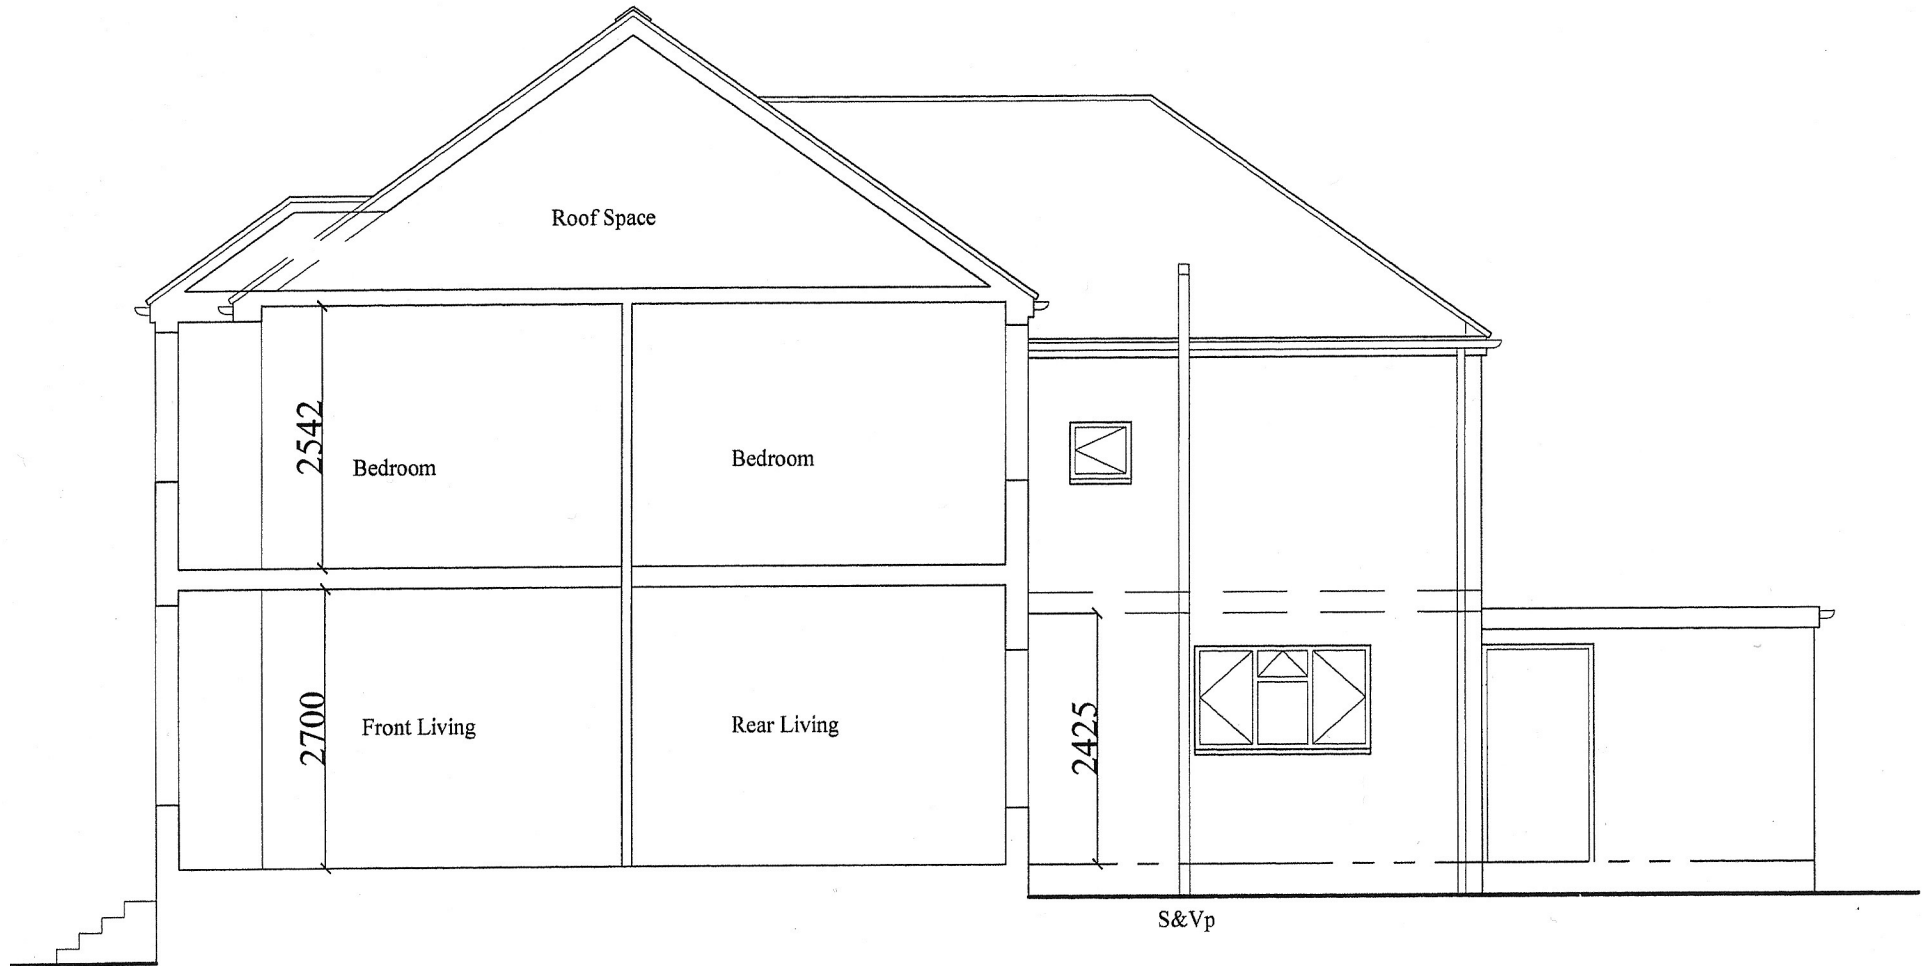 Roof Space
2542
Bedroom
Bedroom
2700
Front Living
Rear Living
2425
S&Vp